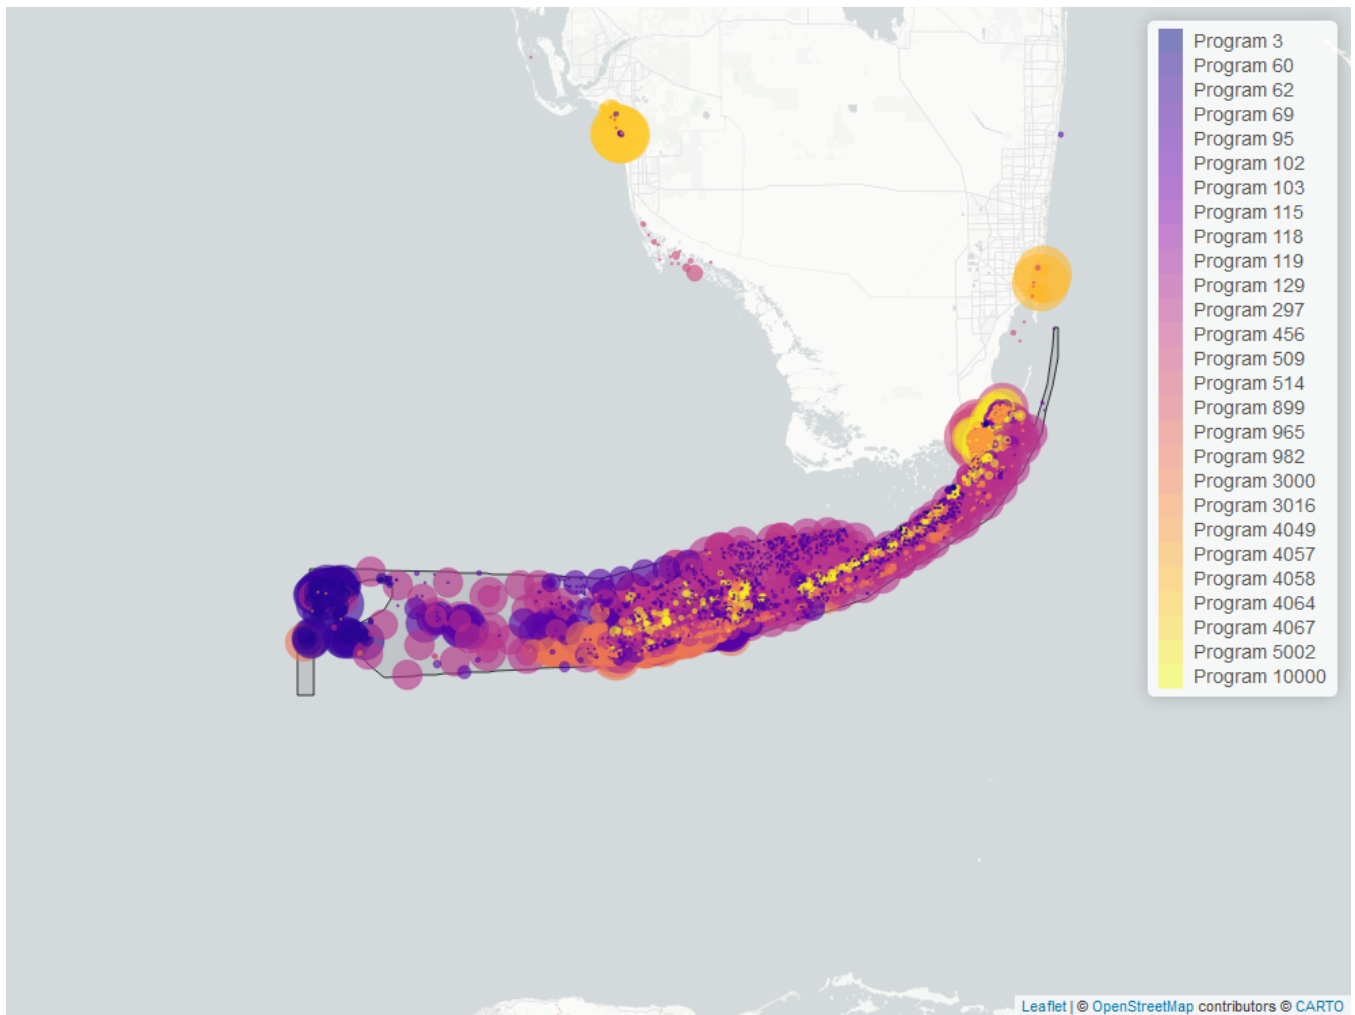 Program 3
Program 60
Program 62
Program 69
Program 95
Program 102
Program 103
Program 115
Program 118
Program 119
Program 129
Program 297
Program 456
Program 509
Program 514
Program 899
Program 965
Program 982
Program 3000
Program 3016
Program 4049
Program 4057
Program 4058
Program 4064
Program 4067
Program 5002
Program 10000
Leaflet | © OpenStreetMap contributors © CARTO